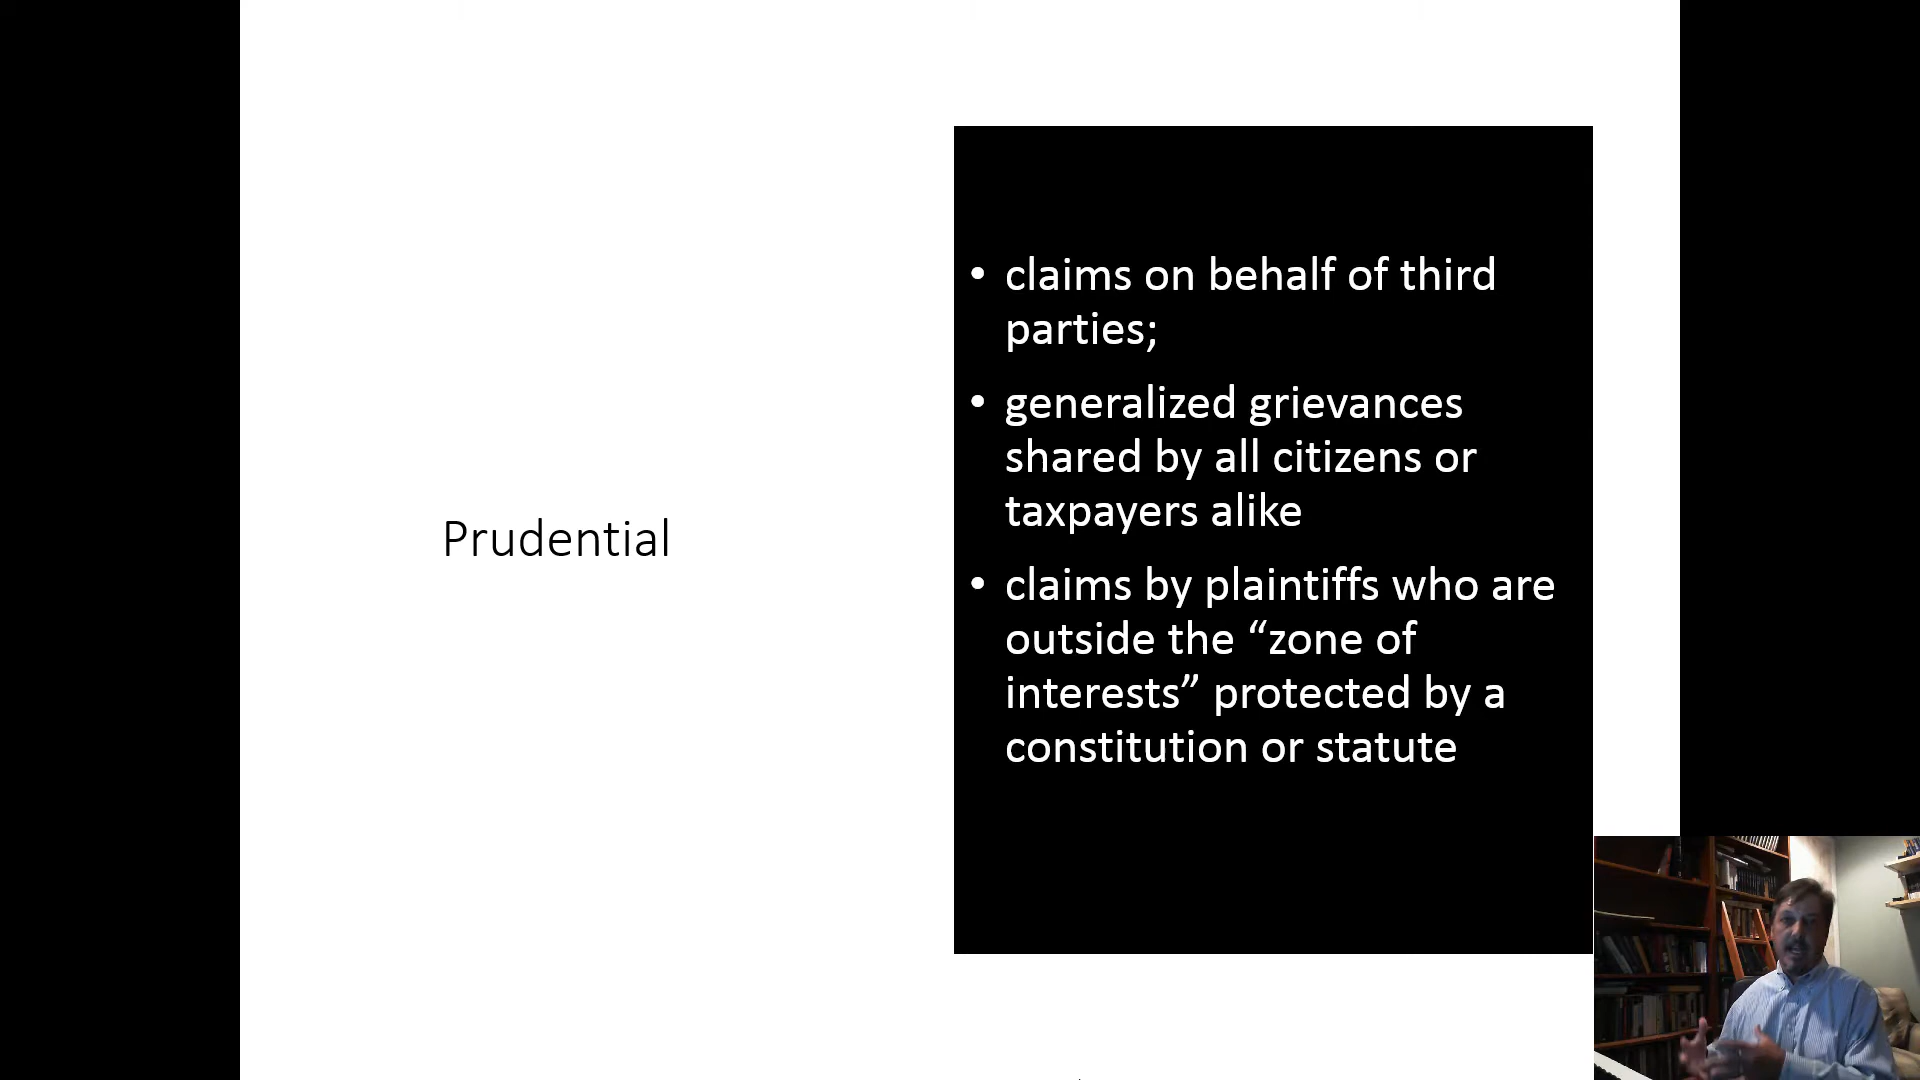 Prudential
• claims on behalf of third
parties;
• generalized grievances
shared by all citizens or
taxpayers alike
• claims by plaintiffs who are
outside the “zone of
interests” protected by a
constitution or statute